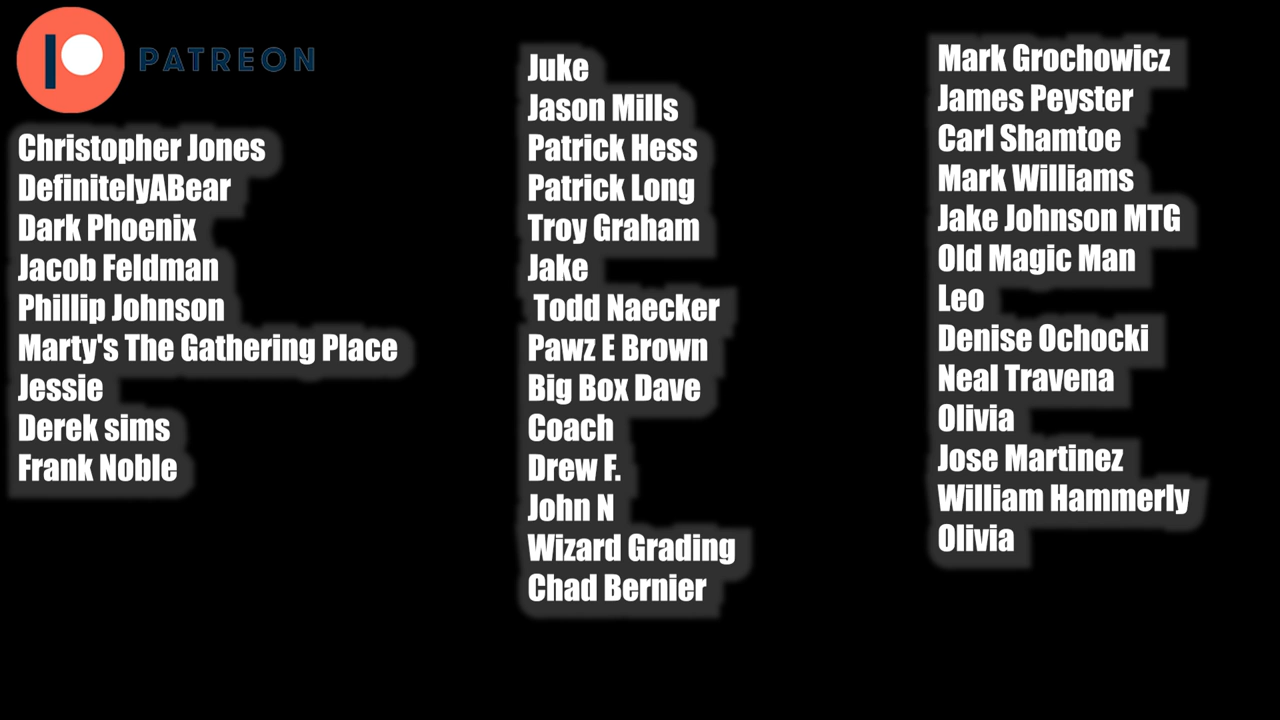 PATREON
Christopher Jones
DefinitelyABear
Dark Phoenix
Jacob Feldman
Phillip Johnson
Marty's The Gathering Place
Jessie
Derek sims
Frank Noble
Juke
Jason Mills
Patrick Hess
Patrick Long
Troy Graham
Jake
Todd Naecker
Pawz E Brown
Big Box Dave
Coach
Drew F.
John N
Wizard Grading
Chad Bernier
Mark Grochowicz
James Peyster
Carl Shamtoe
Mark Williams
Jake Johnson MTG
Old Magic Man
Leo
Denise Ochocki
Neal Travena
Olivia
Jose Martinez
William Hammerly
Olivia